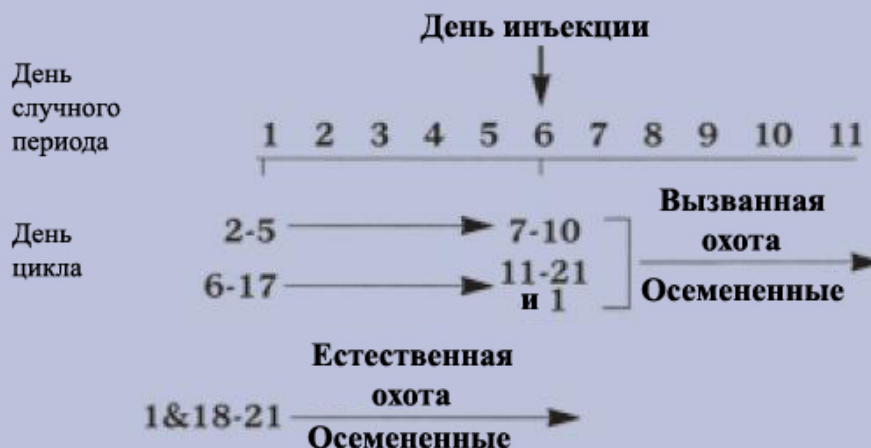 День инъекции
День
случного
периода
1 2 3 4 5 6 7 8 9 10 11
День
цикла
2-5 7-10
6-17 11-21
и 1
Вызванная
охота
Осемененные
Естественная
охота
1&18-21
Осемененные